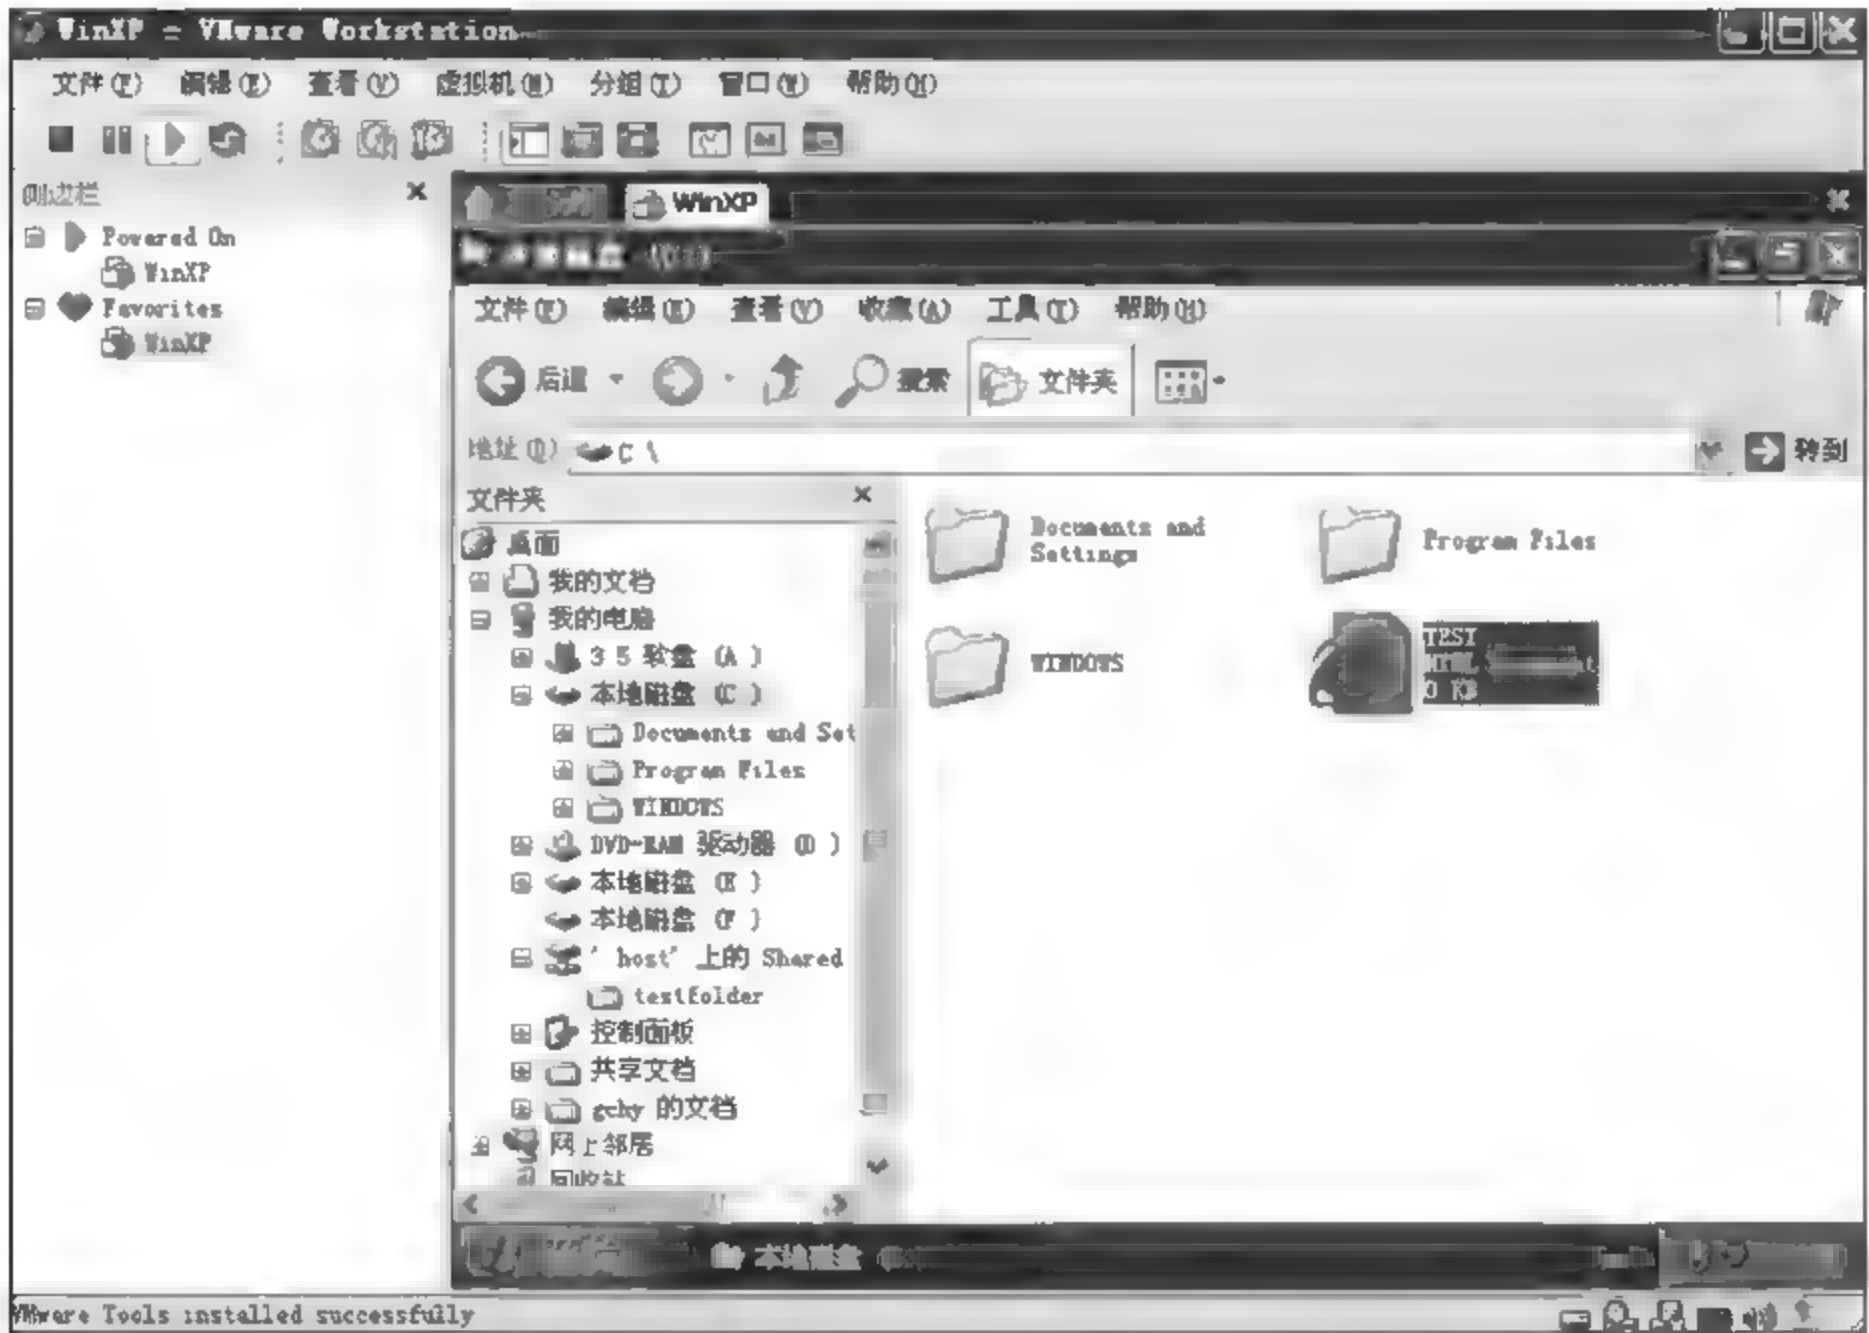 WinXP - VMware Workstation
文件(F) 编辑(E) 查看(V) 虚拟机(M) 分组(T) 窗口(W) 帮助(H)
侧边栏
Powered On
WinXP
Favorites
WinXP
WinXP
文件(F) 编辑(E) 查看(V) 收藏(A) 工具(T) 帮助(H)
后退 搜索 文件夹
地址(D) C \ 转到
文件夹
桌面
我的文档
我的电脑
3 5 软盘 (A )
本地磁盘 (C )
Documents and Set
Program Files
WINDOWS
DVD-RAM 驱动器 (D )
本地磁盘 (E )
本地磁盘 (F )
' host' 上的 Shared
testfolder
控制面板
共享文档
gchy 的文档
网上邻居
回收站
Documents and
Settings
Program Files
WINDOWS
TEST
HTML
0 KB
本地磁盘
VMware Tools installed successfully